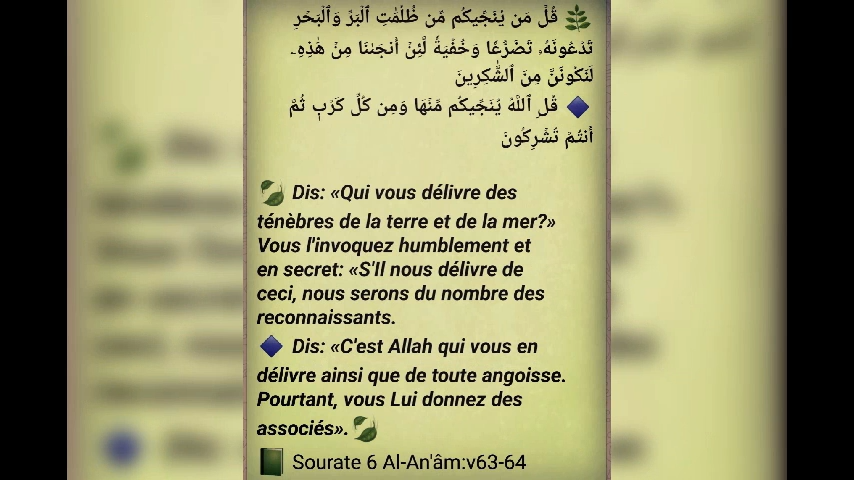 قُلْ مَن يُنَجِّيكُم مِّن ظُلُمَٰتِ ٱلْبَرِّ وَٱلْبَحْرِ
تَدْعُونَهُۥ تَضَرُّعًا وَخُفْيَةً لَّئِنْ أَنجَىٰنَا مِنْ هَٰذِهِۦ
لَنَكُونَنَّ مِنَ ٱلشَّٰكِرِينَ
قُلِ ٱللَّهُ يُنَجِّيكُم مِّنْهَا وَمِن كُلِّ كَرْبٍ ثُمَّ
أَنتُمْ تُشْرِكُونَ
Dis: «Qui vous délivre des
ténèbres de la terre et de la mer?»
Vous l'invoquez humblement et
en secret: «S'Il nous délivre de
ceci, nous serons du nombre des
reconnaissants.
Dis: «C'est Allah qui vous en
délivre ainsi que de toute angoisse.
Pourtant, vous Lui donnez des
associés».
Sourate 6 Al-An'âm:v63-64